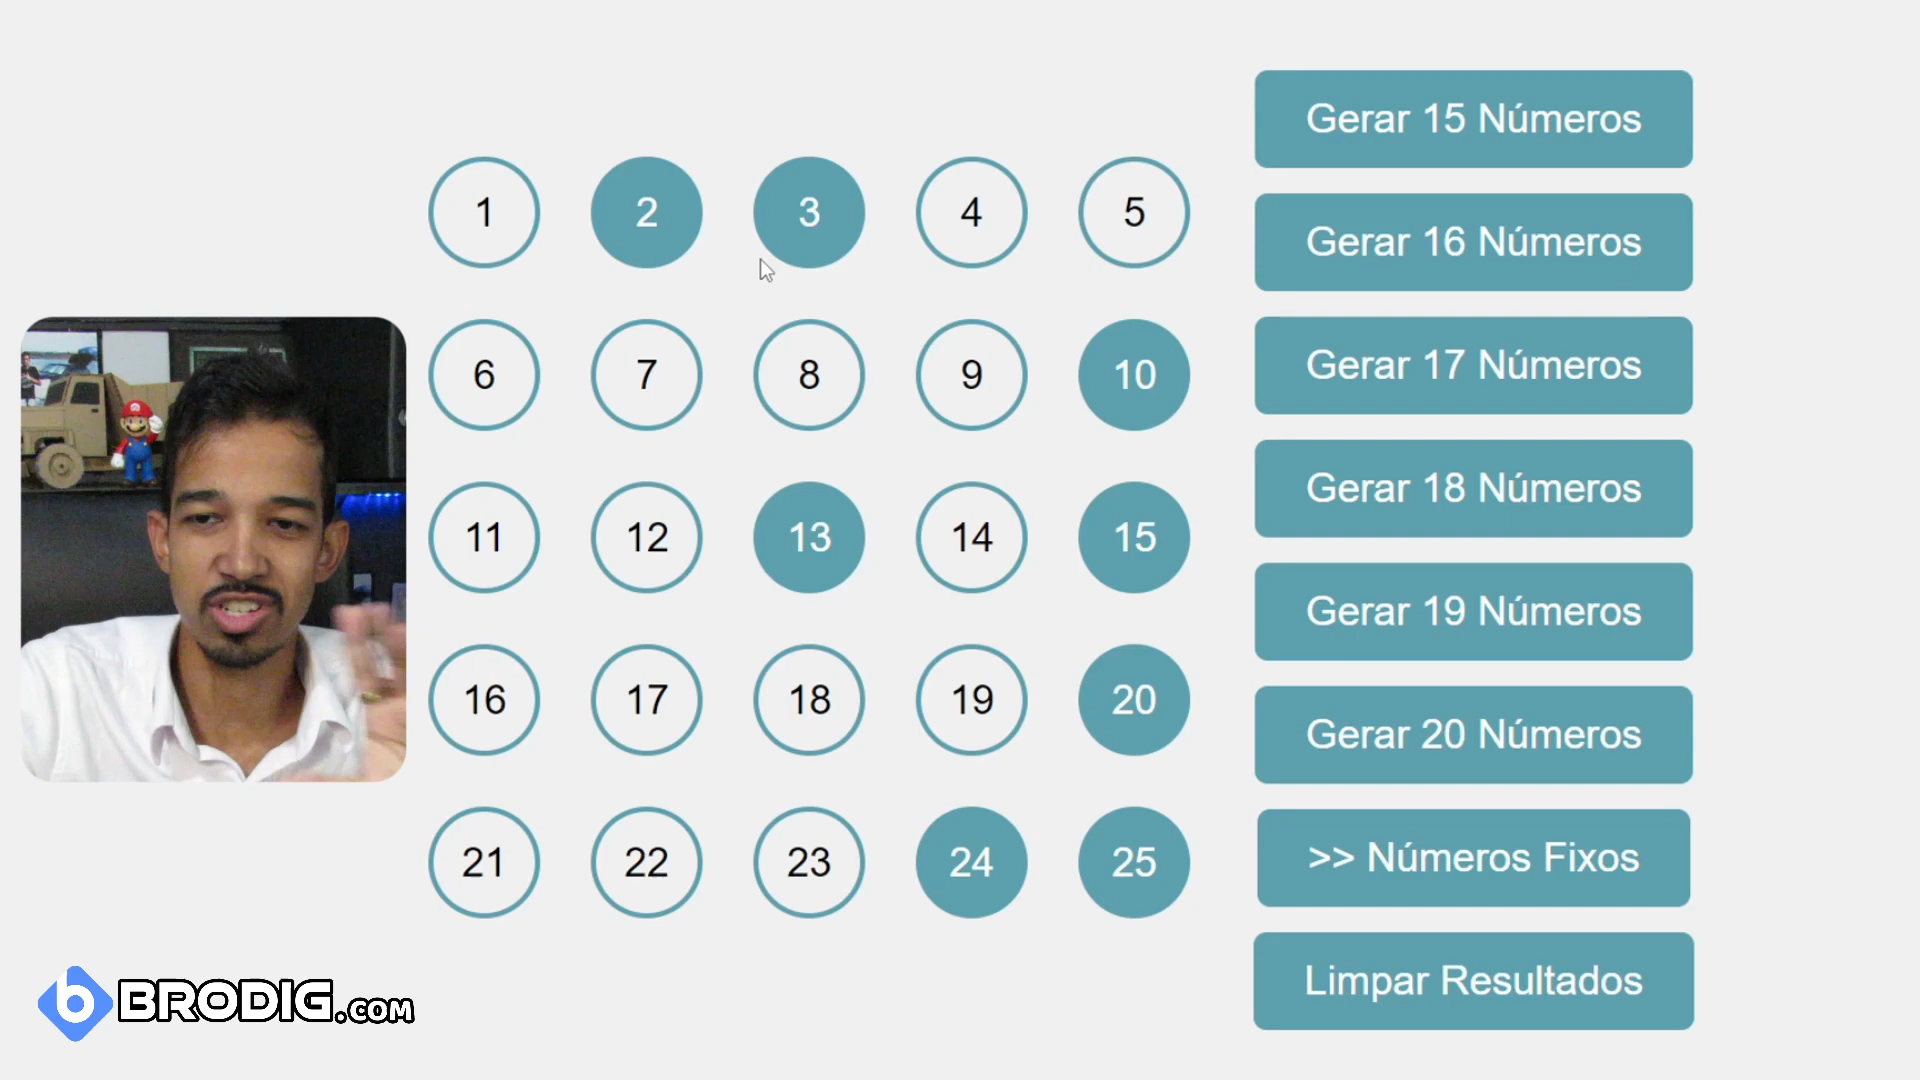 1 2 3 4 5
6 7 8 9 10
11 12 13 14 15
16 17 18 19 20
21 22 23 24 25
Gerar 15 Números
Gerar 16 Números
Gerar 17 Números
Gerar 18 Números
Gerar 19 Números
Gerar 20 Números
>> Números Fixos
Limpar Resultados
b BRODIG.COM